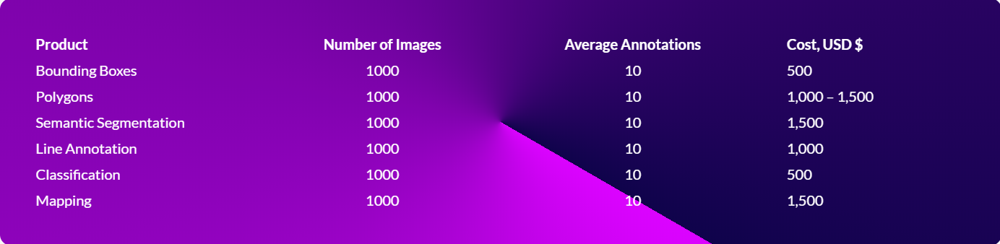 Product Number of Images Average Annotations Cost, USD $
Bounding Boxes 1000 10 500
Polygons 1000 10 1,000 – 1,500
Semantic Segmentation 1000 10 1,500
Line Annotation 1000 10 1,000
Classification 1000 10 500
Mapping 1000 10 1,500